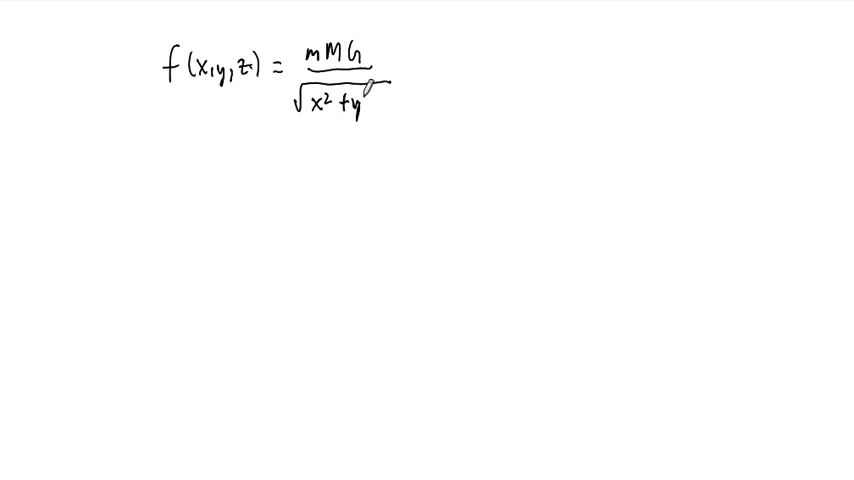 f(x,y,z) = mMG / √x² + y